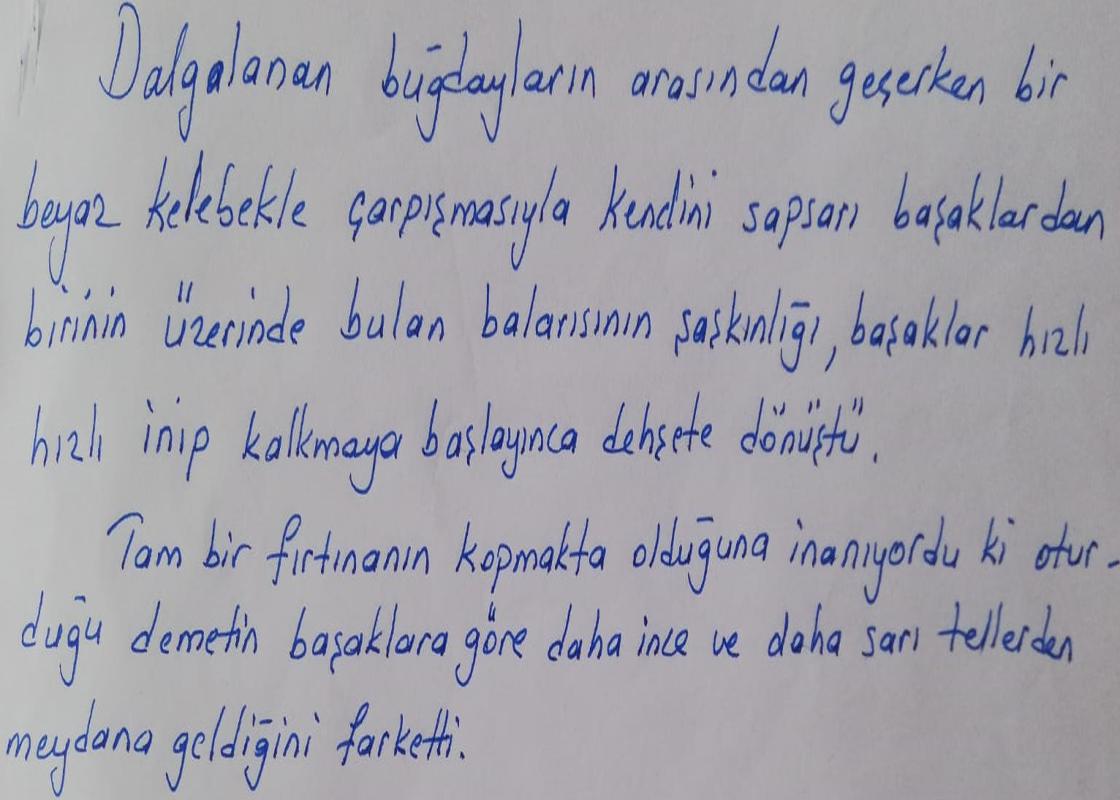 Dalgalanan buğdayların arasından geçerken bir
beyaz kelebekle çarpışmasıyla kendini sapsarı başaklardan
birinin üzerinde bulan balarısının şaşkınlığı, başaklar hızlı
hızlı inip kalkmaya başlayınca dehşete dönüştü.
Tam bir fırtınanın kopmakta olduğuna inanıyordu ki otur-
duğu demetin başaklara göre daha ince ve daha sarı tellerden
meydana geldiğini farketti.